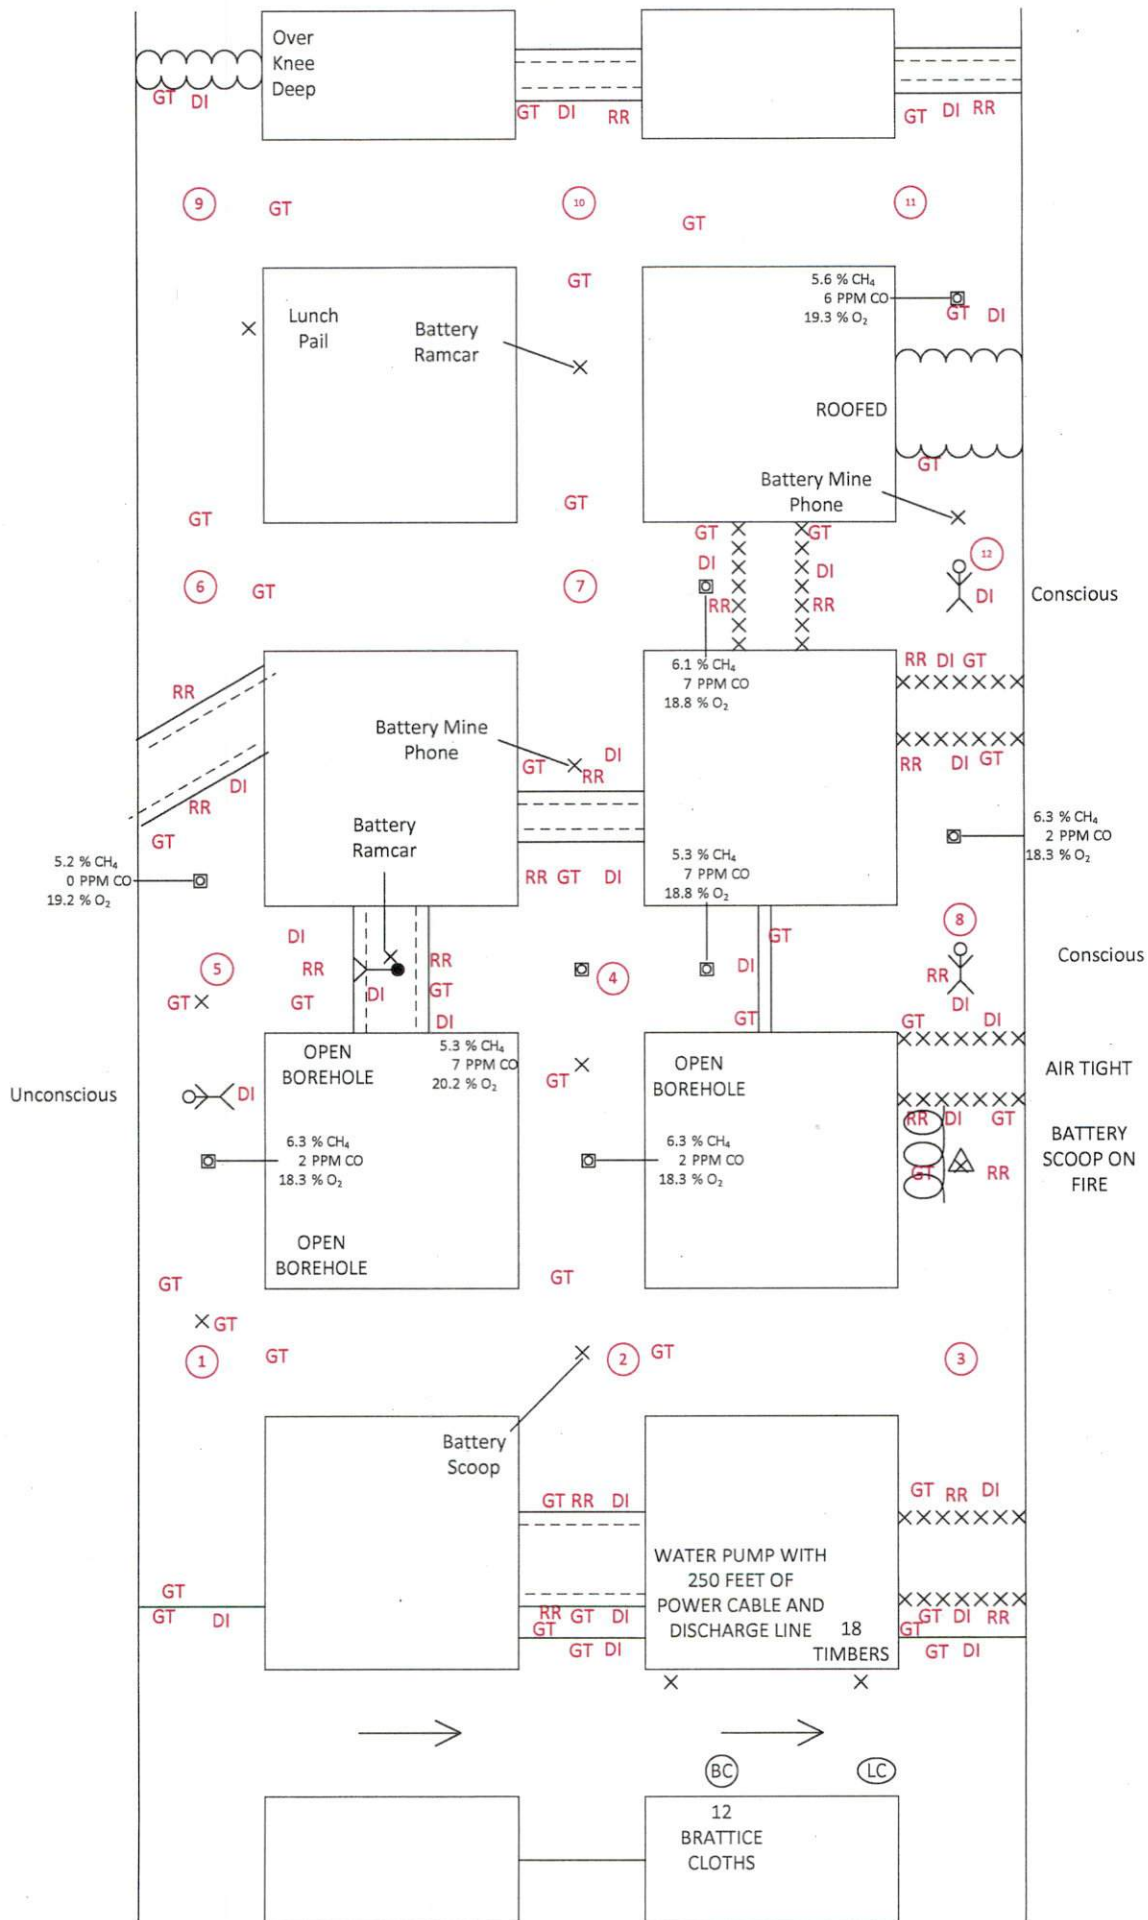 Over
Knee
Deep
GT DI
GT DI RR
GT DI RR
9
GT
10
GT
11
GT
5.6 % CH₄
6 PPM CO
19.3 % O₂
GT DI
Lunch
Pail
Battery
Ramcar
ROOFED
GT
Battery Mine
Phone
GT
GT
GT
GT
DI
DI
RR
RR
12
DI
Conscious
6
GT
7
6.1 % CH₄
7 PPM CO
18.8 % O₂
RR DI GT
RR
Battery Mine
Phone
GT
RR
DI
RR DI GT
DI
RR
GT
Battery
Ramcar
5.3 % CH₄
7 PPM CO
18.8 % O₂
6.3 % CH₄
2 PPM CO
18.3 % O₂
5.2 % CH₄
0 PPM CO
19.2 % O₂
RR GT DI
DI
RR
GT
5
GT
DI
RR
GT
DI
4
GT
DI
GT
8
RR
DI
Conscious
GT
DI
OPEN
BOREHOLE
5.3 % CH₄
7 PPM CO
20.2 % O₂
GT
OPEN
BOREHOLE
AIR TIGHT
Unconscious
DI
RR DI GT
BATTERY
SCOOP ON
FIRE
6.3 % CH₄
2 PPM CO
18.3 % O₂
6.3 % CH₄
2 PPM CO
18.3 % O₂
GT
RR
OPEN
BOREHOLE
GT
GT
GT
1
GT
2
GT
3
Battery
Scoop
GT RR DI
GT RR DI
WATER PUMP WITH
250 FEET OF
POWER CABLE AND
DISCHARGE LINE
18
TIMBERS
GT
GT DI
RR GT DI
GT
GT DI
GT DI RR
GT
GT DI
BC
LC
12
BRATTICE
CLOTHS